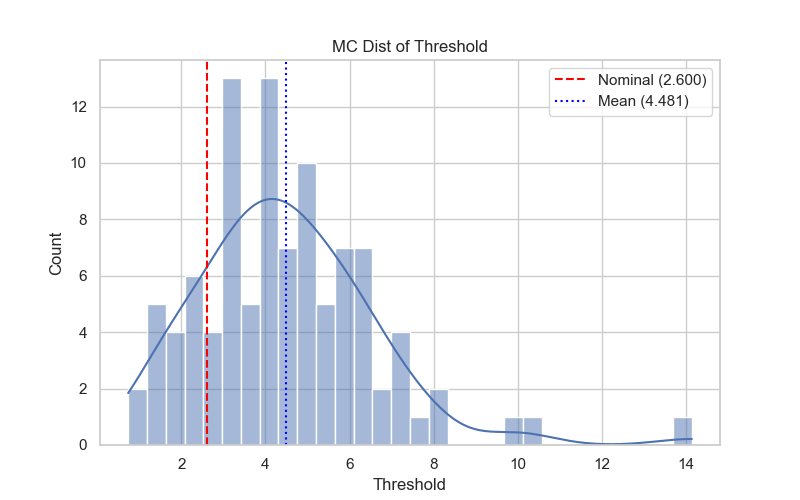 MC Dist of Threshold
Nominal (2.600)
Mean (4.481)
Count
12
10
8
6
4
2
0
2 4 6 8 10 12 14
Threshold